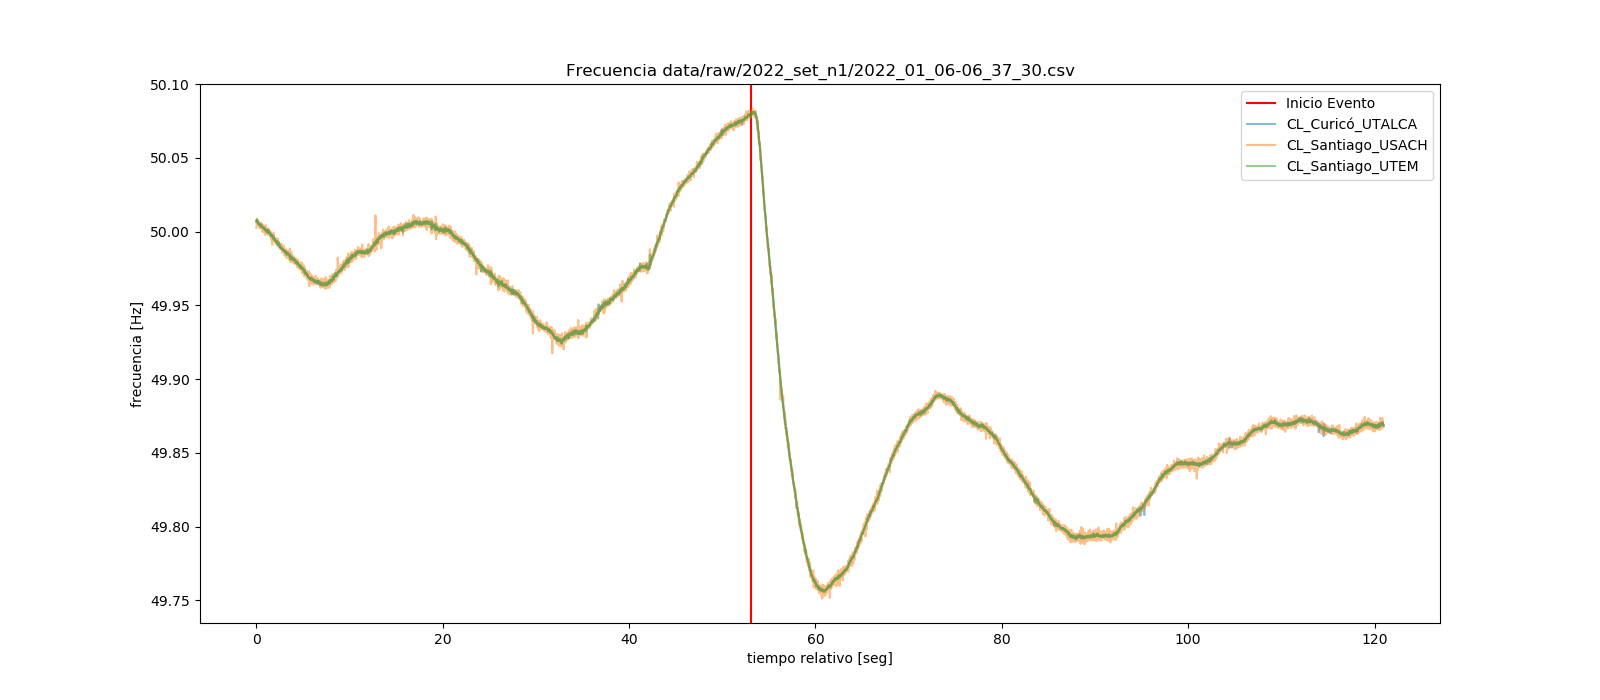 Frecuencia data/raw/2022_set_n1/2022_01_06-06_37_30.csv
Inicio Evento
CL_Curicó_UTALCA
CL_Santiago_USACH
CL_Santiago_UTEM
frecuencia [Hz]
50.10
50.05
50.00
49.95
49.90
49.85
49.80
49.75
0 20 40 60 80 100 120
tiempo relativo [seg]